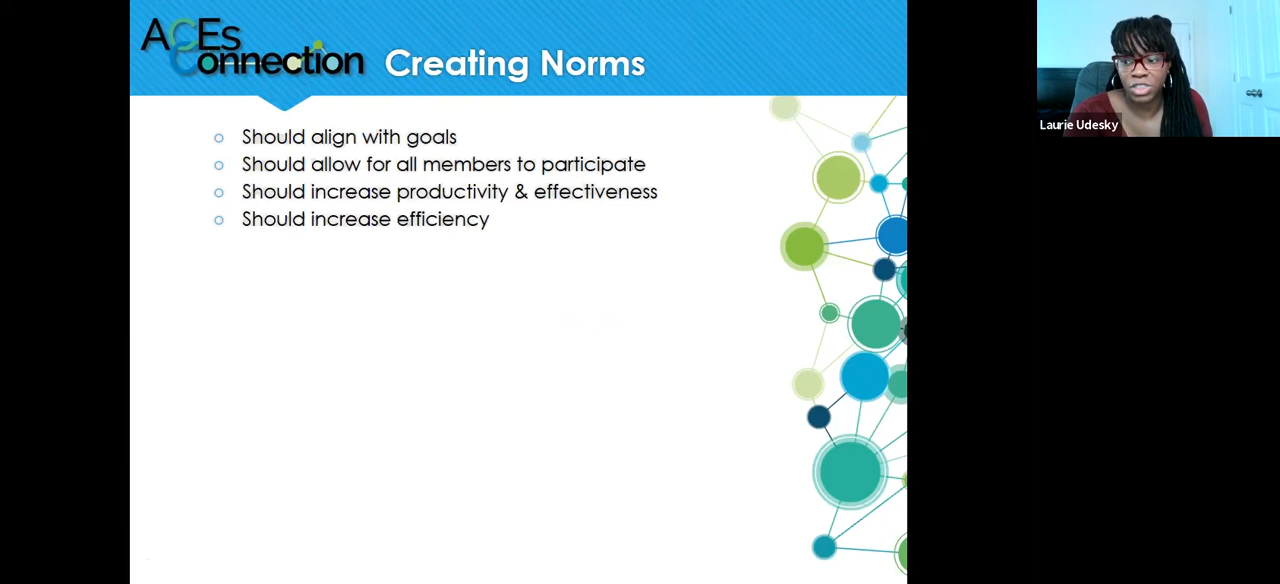 ACEs
Connection
Creating Norms
Should align with goals
Should allow for all members to participate
Should increase productivity & effectiveness
Should increase efficiency
Laurie Udesky